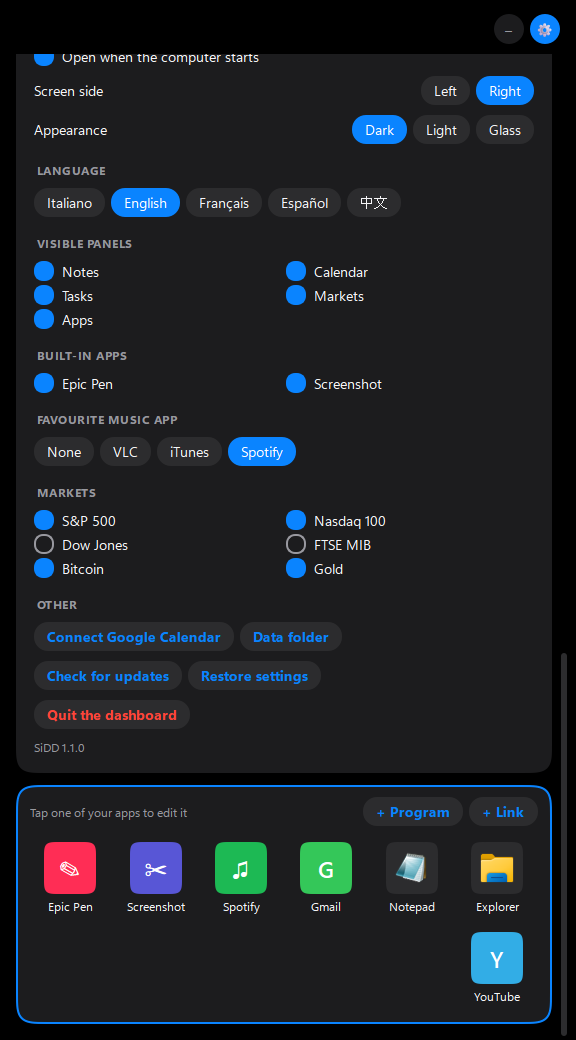 Open when the computer starts
Screen side Left Right
Appearance Dark Light Glass
LANGUAGE
Italiano English Français Español 中文
VISIBLE PANELS
Notes Calendar
Tasks Markets
Apps
BUILT-IN APPS
Epic Pen Screenshot
FAVOURITE MUSIC APP
None VLC iTunes Spotify
MARKETS
S&P 500 Nasdaq 100
Dow Jones FTSE MIB
Bitcoin Gold
OTHER
Connect Google Calendar Data folder
Check for updates Restore settings
Quit the dashboard
SiDD 1.1.0
Tap one of your apps to edit it + Program + Link
G
Epic Pen Screenshot Spotify Gmail Notepad Explorer
Y
YouTube